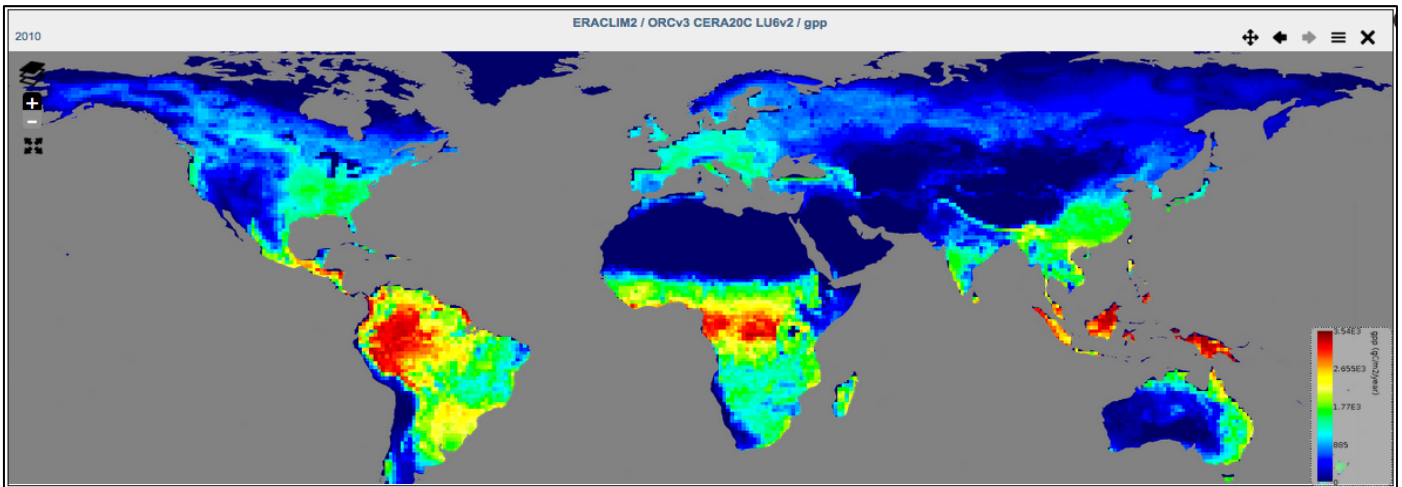 ERACLIM2 / ORCv3 CERA20C LU6v2 / gpp
2010
3.54E3
2.655E3
1.77E3
885
0
gpp (gC/m2/year)